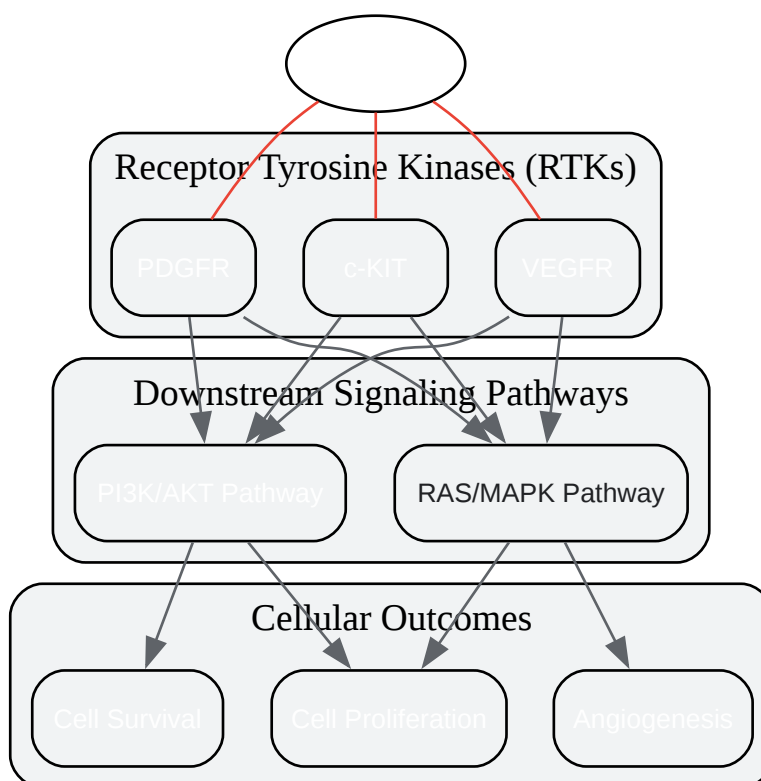 Receptor Tyrosine Kinases (RTKs)
PDGFR
c-KIT
VEGFR
Downstream Signaling Pathways
PI3K/AKT Pathway
RAS/MAPK Pathway
Cellular Outcomes
Cell Survival
Cell Proliferation
Angiogenesis